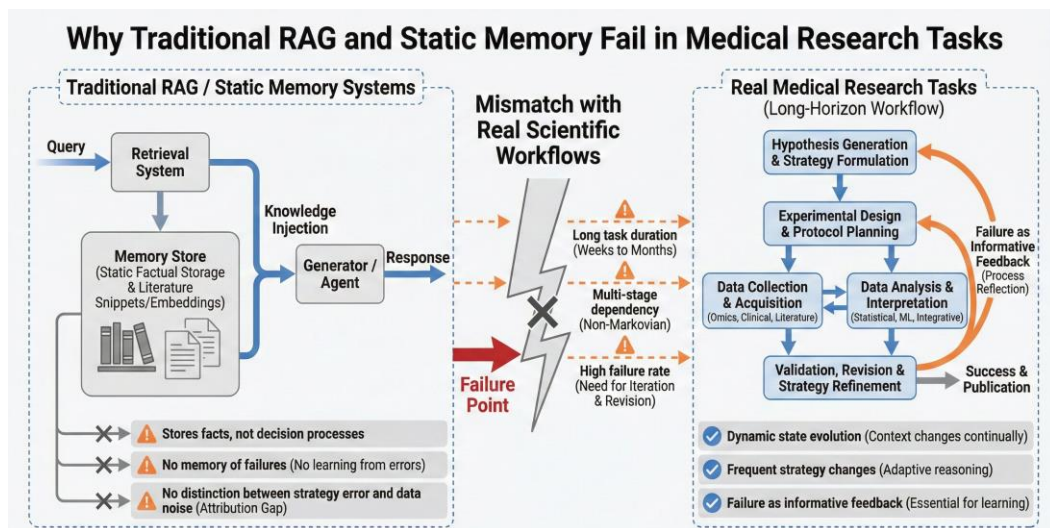 Why Traditional RAG and Static Memory Fail in Medical Research Tasks
Traditional RAG / Static Memory Systems
Query
Retrieval
System
Memory Store
(Static Factual Storage
& Literature
Snippets/Embeddings)
Knowledge
Injection
Generator /
Agent
Response
Stores facts, not decision processes
No memory of failures (No learning from errors)
No distinction between strategy error and data
noise (Attribution Gap)
Mismatch with
Real Scientific
Workflows
Long task duration
(Weeks to Months)
Multi-stage
dependency
(Non-Markovian)
High failure rate
(Need for Iteration
& Revision)
Failure
Point
Real Medical Research Tasks
(Long-Horizon Workflow)
Hypothesis Generation
& Strategy Formulation
Experimental Design
& Protocol Planning
Data Collection
& Acquisition
(Omics, Clinical, Literature)
Data Analysis &
Interpretation
(Statistical, ML, Integrative)
Validation, Revision &
Strategy Refinement
Failure as
Informative
Feedback
(Process
Reflection)
Success &
Publication
Dynamic state evolution (Context changes continually)
Frequent strategy changes (Adaptive reasoning)
Failure as informative feedback (Essential for learning)